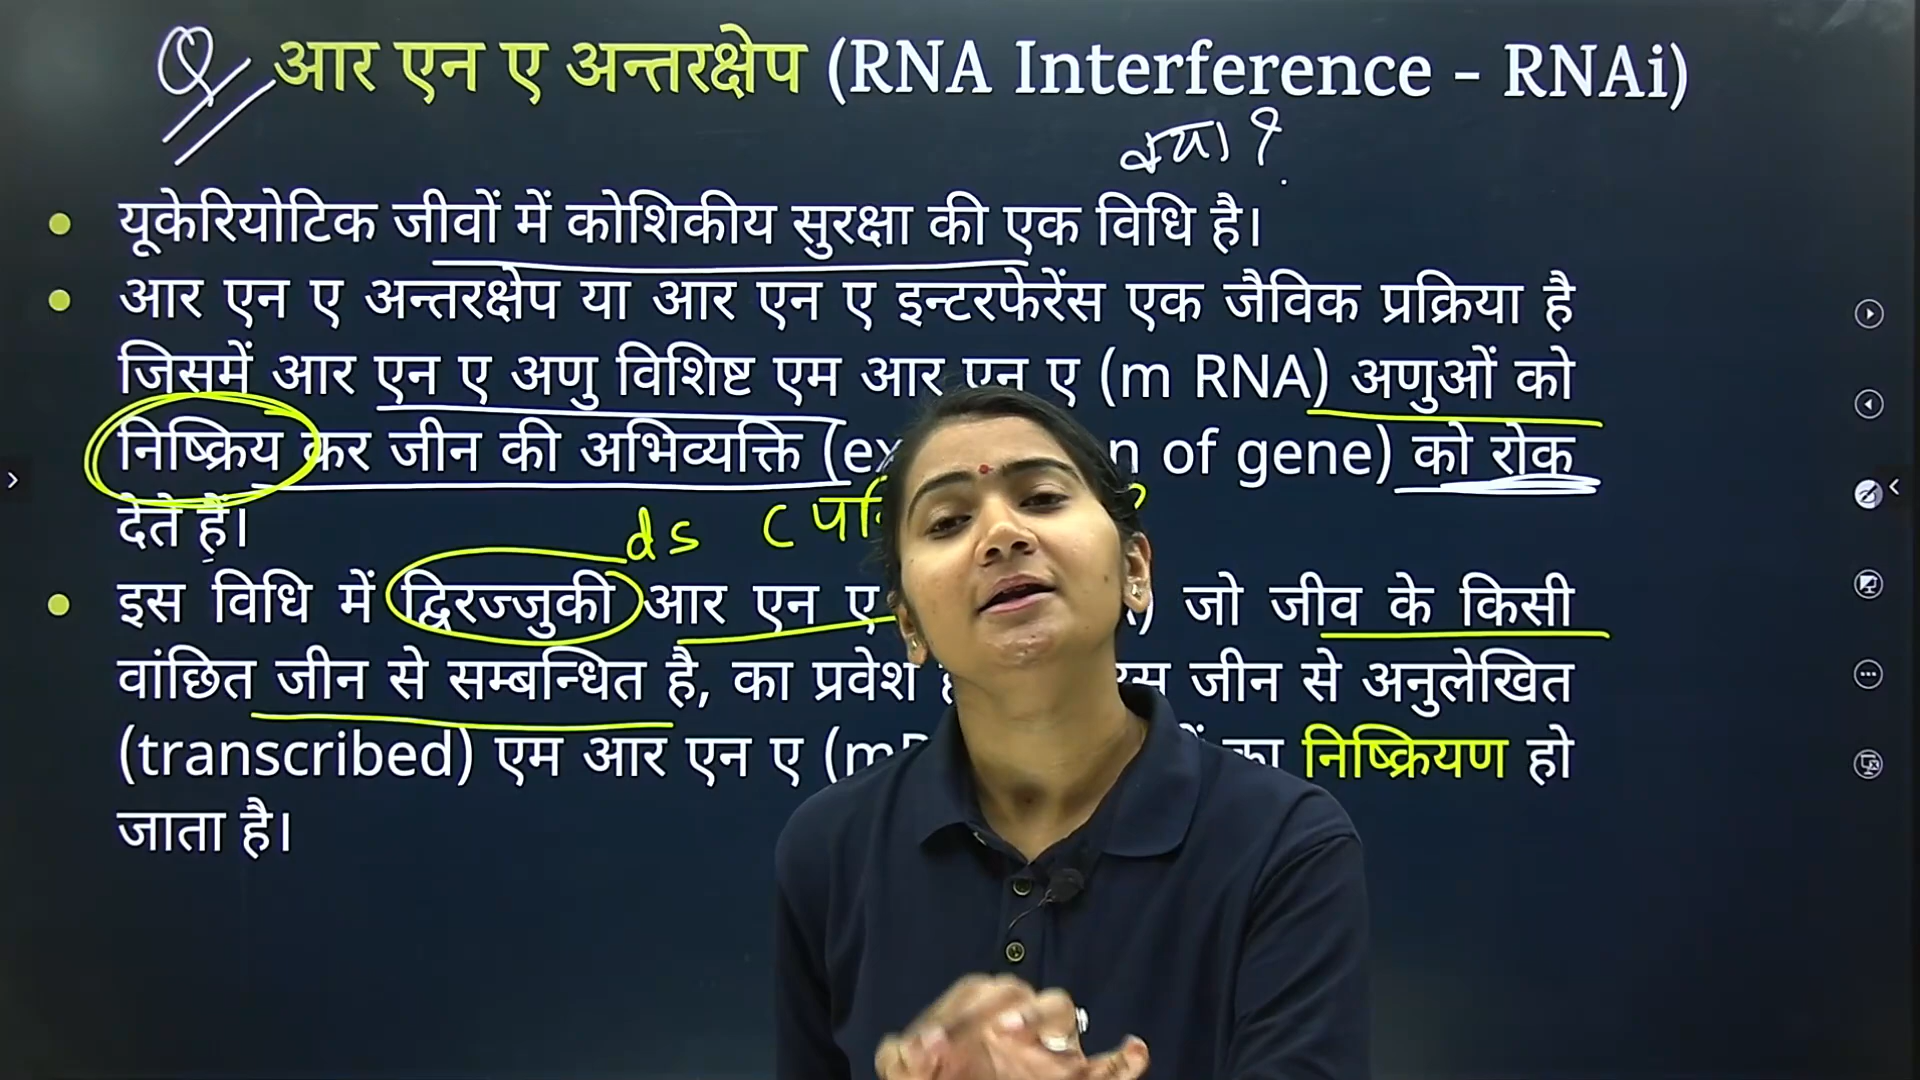 Q आर एन ए अन्तरक्षेप (RNA Interference - RNAi)
क्या ?
यूकेरियोटिक जीवों में कोशिकीय सुरक्षा की एक विधि है।
आर एन ए अन्तरक्षेप या आर एन ए इन्टरफेरेंस एक जैविक प्रक्रिया है
जिसमें आर एन ए अणु विशिष्ट एम आर एन ए (m RNA) अणुओं को
निष्क्रिय कर जीन की अभिव्यक्ति of gene) को रोक
देते हैं।
ds
इस विधि में द्विरज्जुकी आर एन ए जो जीव के किसी
वांछित जीन से सम्बन्धित है, का प्रवेश जीन से अनुलेखित
(transcribed) एम आर एन ए का निष्क्रियण हो
जाता है।